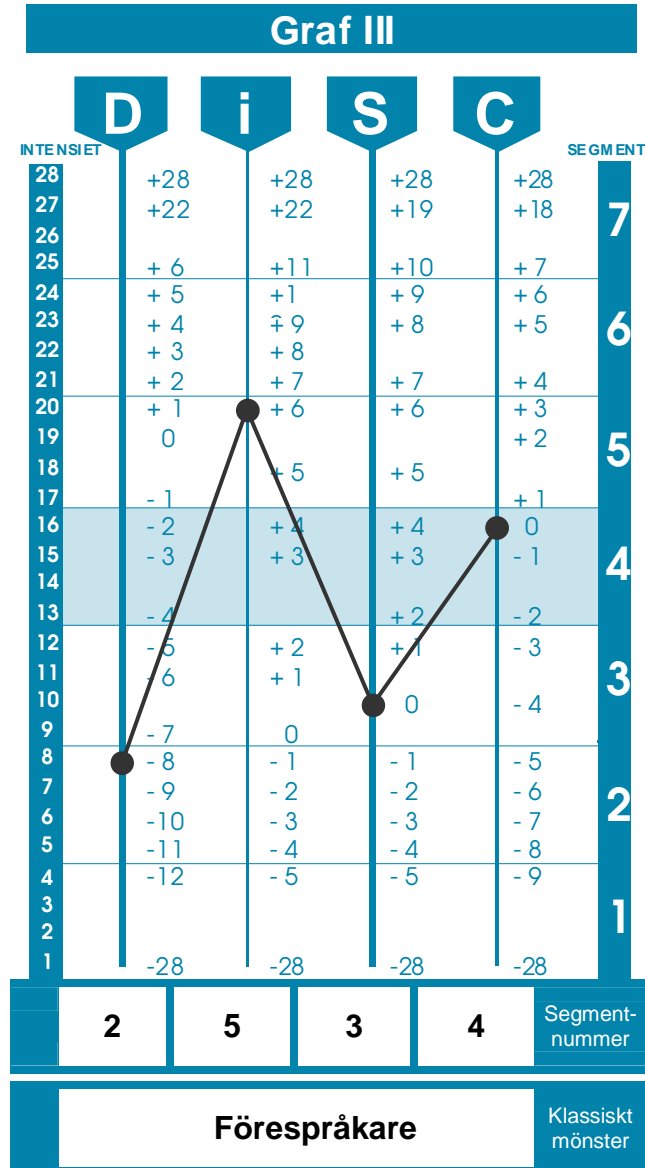 Graf III
D i S C
INTENSIET SEGMENT
28 +28 +28 +28 +28
27 +22 +22 +19 +18
7
26
25 + 6 +11 +10 + 7
24 + 5 +1 + 9 + 6
23 + 4 + 9 + 8 + 5
6
22 + 3 + 8
21 + 2 + 7 + 7 + 4
20 + 1 + 6 + 6 + 3
19 0 + 2
5
18 + 5 + 5
17 - 1 + 1
16 - 2 + 4 + 4 0
15 - 3 + 3 + 3 - 1
4
14
13 - 4 + 2 - 2
12 - 5 + 2 + 1 - 3
11 - 6 + 1
3
10 0 - 4
9 - 7 0
8 - 8 - 1 - 1 - 5
7 - 9 - 2 - 2 - 6
2
6 -10 - 3 - 3 - 7
5 -11 - 4 - 4 - 8
4 -12 - 5 - 5 - 9
3
1
2
1 -28 -28 -28 -28
2 5 3 4 Segment-
nummer
Förespråkare Klassiskt
mönster